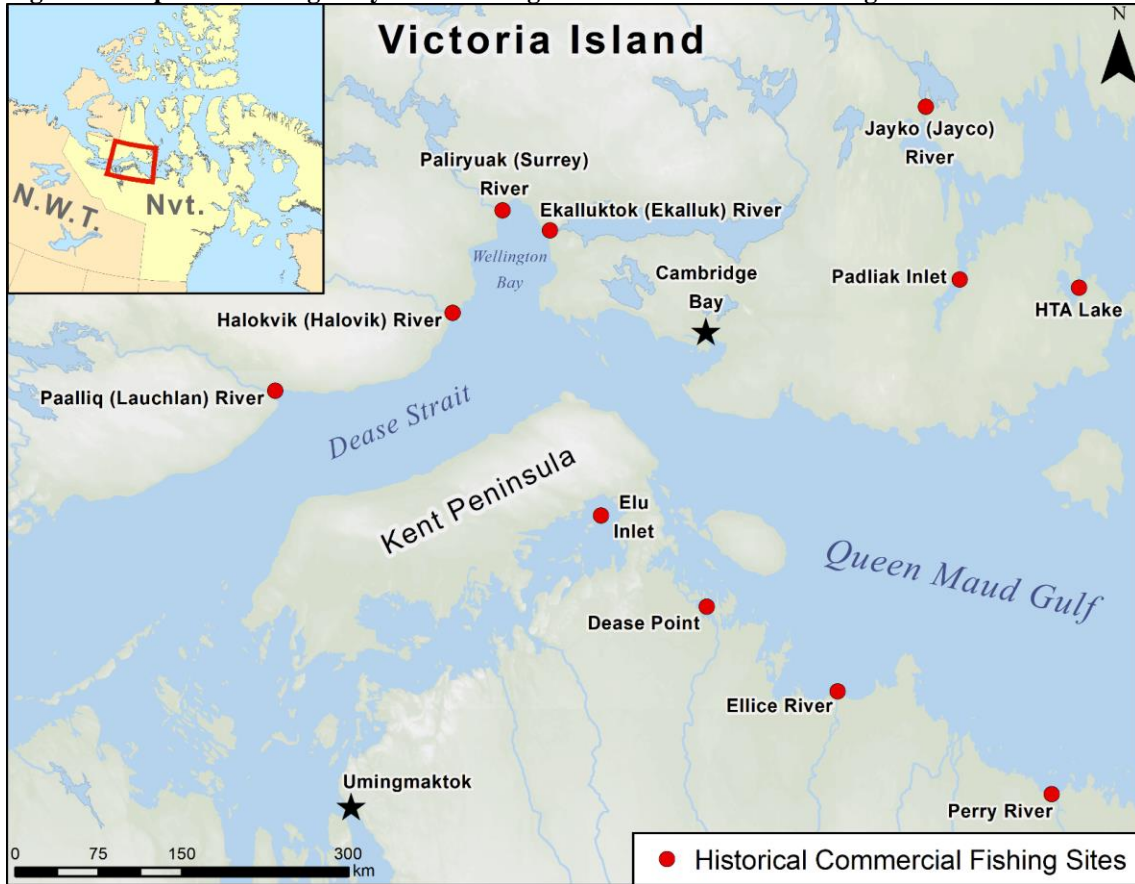 Victoria Island
N
Jayko (Jayco)
River
Paliryuak (Surrey)
River
Ekalluktok (Ekalluk) River
N.W.T.
Nvt.
Wellington
Bay
Cambridge
Bay
Padliak Inlet
HTA Lake
Halokvik (Halovik) River
Paalliq (Lauchlan) River
Dease Strait
Kent Peninsula
Elu
Inlet
Queen Maud Gulf
Dease Point
Ellice River
Umingmaktok
Perry River
0 75 150 300
km
Historical Commercial Fishing Sites